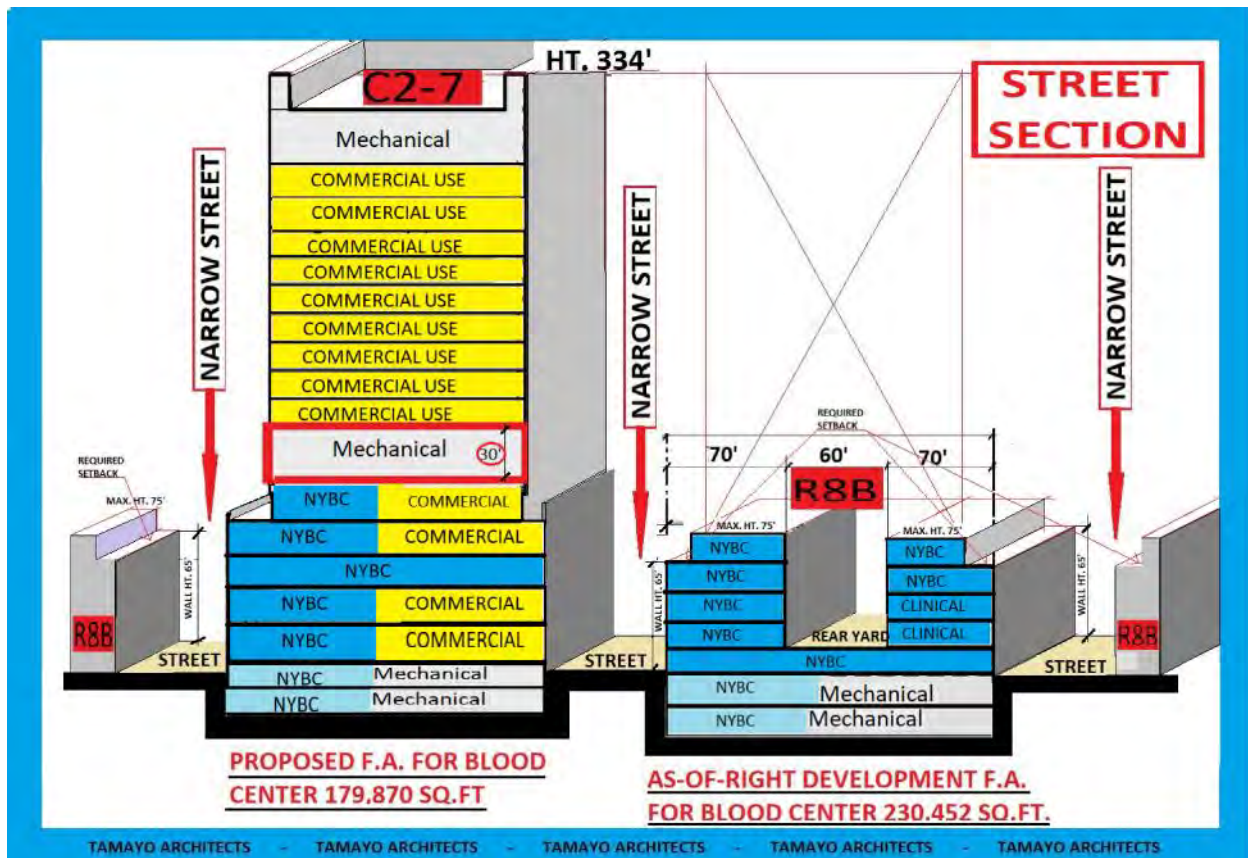 HT. 334'
STREET
SECTION
C2-7
Mechanical
COMMERCIAL USE
COMMERCIAL USE
COMMERCIAL USE
COMMERCIAL USE
COMMERCIAL USE
COMMERCIAL USE
COMMERCIAL USE
COMMERCIAL USE
COMMERCIAL USE
Mechanical 30'
NYBC COMMERCIAL
NYBC COMMERCIAL
NYBC
NYBC COMMERCIAL
NYBC COMMERCIAL
NYBC Mechanical
NYBC Mechanical
NARROW STREET
REQUIRED
SETBACK
MAX. HT. 75'
WALL HT. 65'
R8B
STREET
NARROW STREET
STREET
WALL HT. 65'
REQUIRED
SETBACK
70' 60' 70'
R8B
MAX. HT. 75'
NYBC
NYBC
NYBC
NYBC
MAX. HT. 75'
NYBC
NYBC
CLINICAL
CLINICAL
REAR YARD
NYBC
NYBC Mechanical
NYBC Mechanical
WALL HT. 65'
STREET
NARROW STREET
R8B
PROPOSED F.A. FOR BLOOD
CENTER 179,870 SQ.FT
AS-OF-RIGHT DEVELOPMENT F.A.
FOR BLOOD CENTER 230.452 SQ.FT.
TAMAYO ARCHITECTS - TAMAYO ARCHITECTS - TAMAYO ARCHITECTS - TAMAYO ARCHITECTS - TAMAYO ARCHITECTS